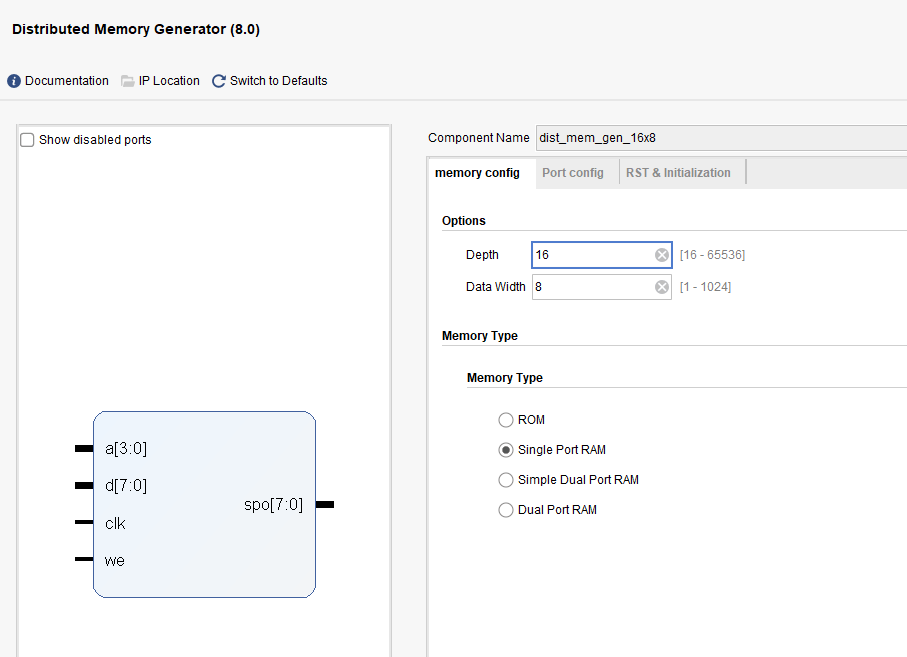 Distributed Memory Generator (8.0)
Documentation IP Location Switch to Defaults
Show disabled ports
a[3:0]
d[7:0]
clk
we
spo[7:0]
Component Name dist_mem_gen_16x8
memory config Port config RST & Initialization
Options
Depth 16 [16 - 65536]
Data Width 8 [1 - 1024]
Memory Type
Memory Type
ROM
Single Port RAM
Simple Dual Port RAM
Dual Port RAM